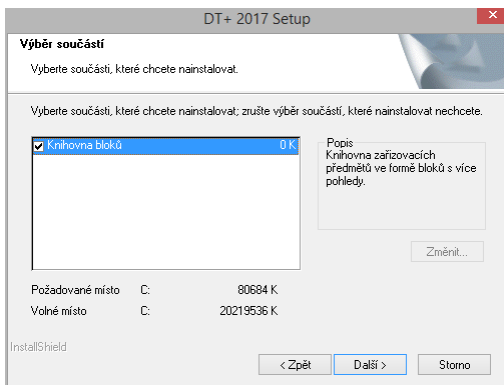 DT+ 2017 Setup
Výběr součástí
Vyberte součásti, které chcete nainstalovat.
Vyberte součásti, které chcete nainstalovat; zrušte výběr součástí, které nainstalovat nechcete.
Knihovna bloků 0 K
Popis
Knihovna zařizovacích
předmětů ve formě bloků s více
pohledy.
Změnit...
Požadované místo C: 80684 K
Volné místo C: 20219536 K
InstallShield
< Zpět Další > Storno